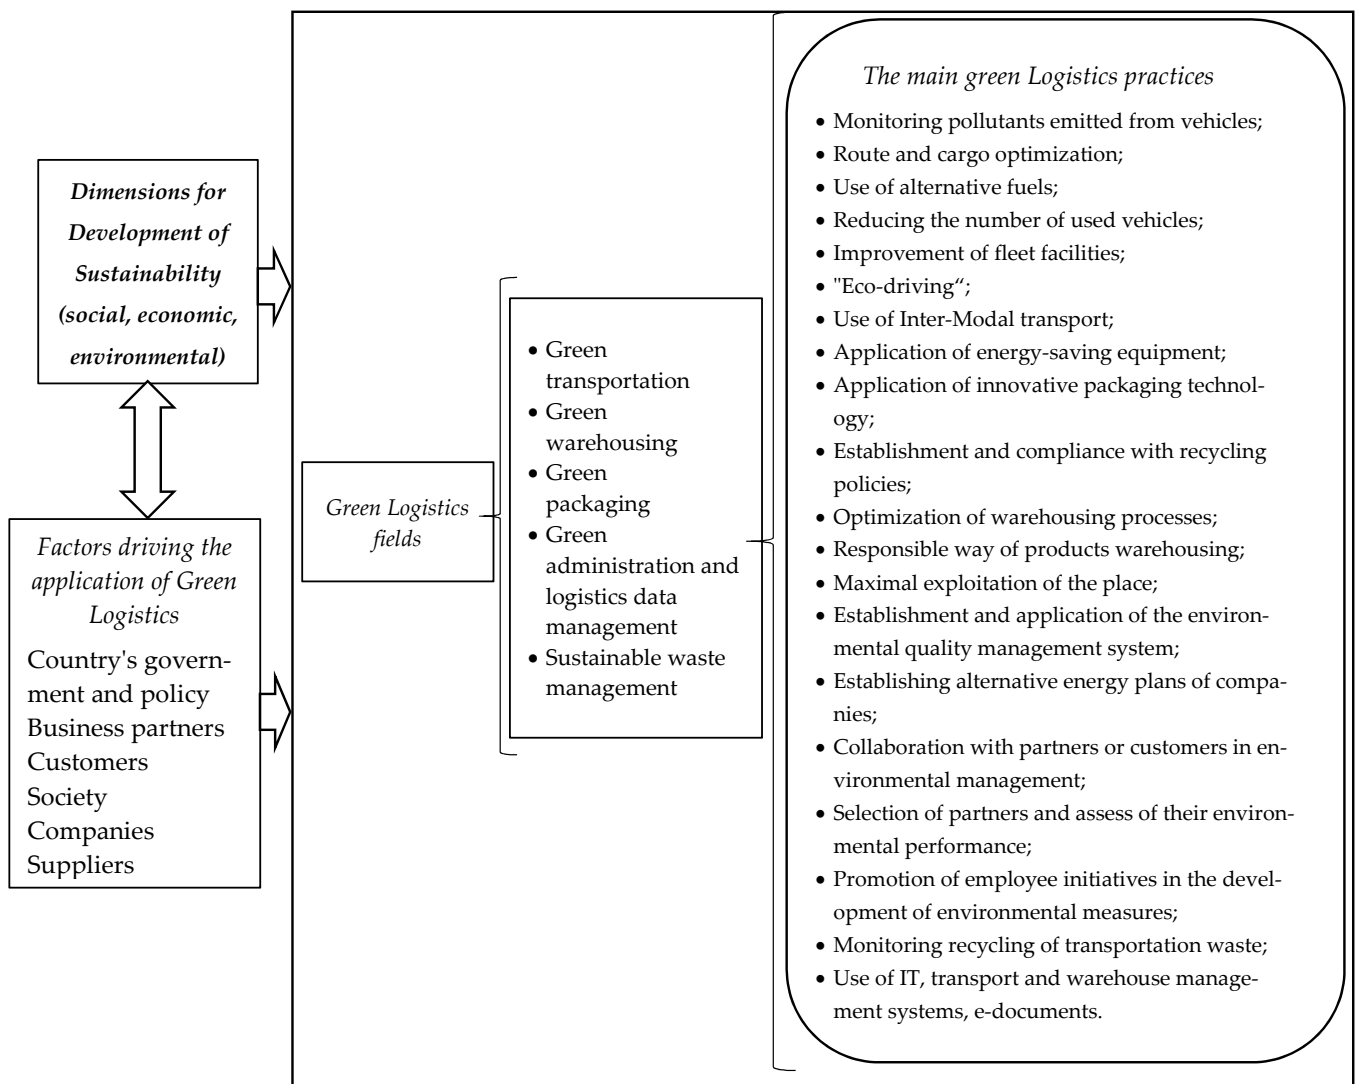 Dimensions for
Development of
Sustainability
(social, economic,
environmental)
Factors driving the
application of Green
Logistics
Country's govern-
ment and policy
Business partners
Customers
Society
Companies
Suppliers
Green Logistics
fields
• Green
transportation
• Green
warehousing
• Green
packaging
• Green
administration and
logistics data
management
• Sustainable waste
management
The main green Logistics practices
• Monitoring pollutants emitted from vehicles;
• Route and cargo optimization;
• Use of alternative fuels;
• Reducing the number of used vehicles;
• Improvement of fleet facilities;
• "Eco-driving“;
• Use of Inter-Modal transport;
• Application of energy-saving equipment;
• Application of innovative packaging technol-
ogy;
• Establishment and compliance with recycling
policies;
• Optimization of warehousing processes;
• Responsible way of products warehousing;
• Maximal exploitation of the place;
• Establishment and application of the environ-
mental quality management system;
• Establishing alternative energy plans of compa-
nies;
• Collaboration with partners or customers in en-
vironmental management;
• Selection of partners and assess of their environ-
mental performance;
• Promotion of employee initiatives in the devel-
opment of environmental measures;
• Monitoring recycling of transportation waste;
• Use of IT, transport and warehouse manage-
ment systems, e-documents.